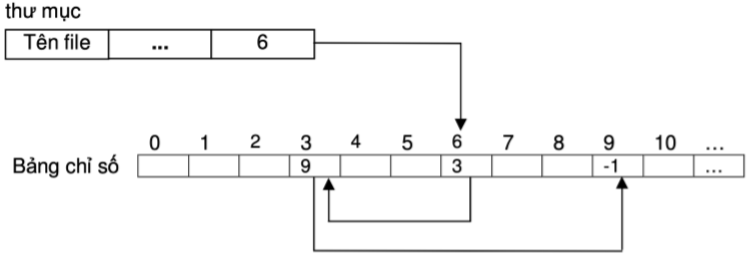 thư mục
Tên file ... 6
0 1 2 3 4 5 6 7 8 9 10 ...
Bảng chỉ số 9 3 -1 ...